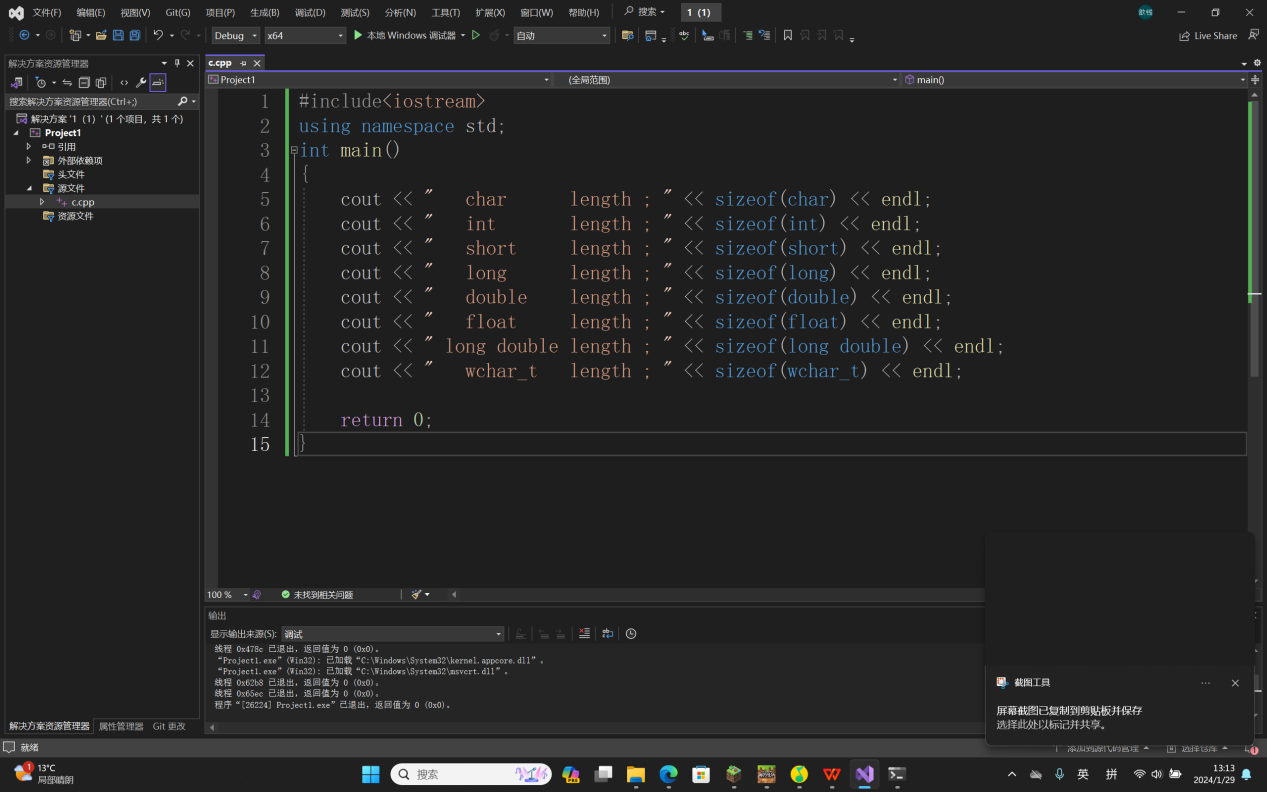 文件(F) 编辑(E) 视图(V) Git(G) 项目(P) 生成(B) 调试(D) 测试(S) 分析(N) 工具(T) 扩展(X) 窗口(W) 帮助(H) 搜索 1 (1)
Debug x64 本地 Windows 调试器 自动 Live Share
解决方案资源管理器
搜索解决方案资源管理器(Ctrl+;)
解决方案 '1（1）' (1 个项目，共 1 个)
Project1
引用
外部依赖项
头文件
源文件
c.cpp
资源文件
解决方案资源管理器 属性管理器 Git 更改
c.cpp
Project1 (全局范围) main()
1 #include<iostream>
2 using namespace std;
3 int main()
4 {
5 cout << "   char      length ; " << sizeof(char) << endl;
6 cout << "   int       length ; " << sizeof(int) << endl;
7 cout << "   short     length ; " << sizeof(short) << endl;
8 cout << "   long      length ; " << sizeof(long) << endl;
9 cout << "   double    length ; " << sizeof(double) << endl;
10 cout << "   float     length ; " << sizeof(float) << endl;
11 cout << " long double length ; " << sizeof(long double) << endl;
12 cout << "   wchar_t   length ; " << sizeof(wchar_t) << endl;
13
14 return 0;
15 }
100 % 未找到相关问题
输出
显示输出来源(S): 调试
线程 0x478c 已退出，返回值为 0 (0x0)。
“Project1.exe”(Win32): 已加载“C:\Windows\System32\kernel.appcore.dll”。
“Project1.exe”(Win32): 已加载“C:\Windows\System32\msvcrt.dll”。
线程 0x62b8 已退出，返回值为 0 (0x0)。
线程 0x65ec 已退出，返回值为 0 (0x0)。
程序“[26224] Project1.exe”已退出，返回值为 0 (0x0)。
截图工具
屏幕截图已复制到剪贴板并保存
选择此处以标记并共享。
就绪 添加到源代码管理 选择仓库 1
1
13°C
局部晴朗
搜索
英 拼
13:13
2024/1/29